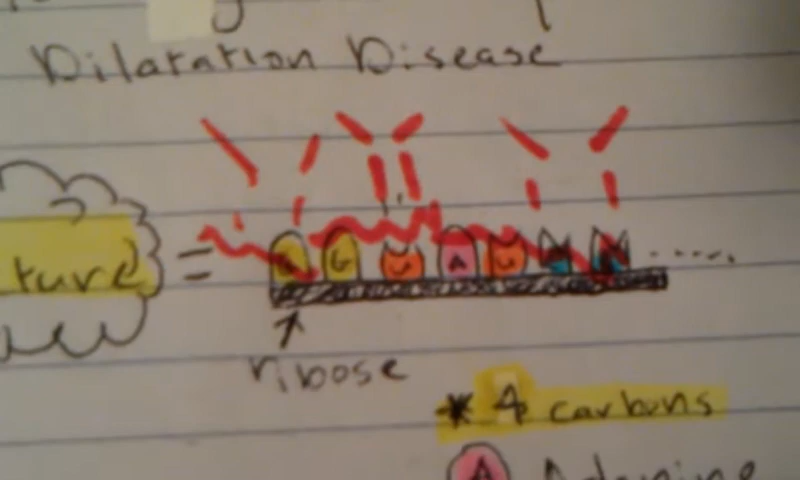 Dilatation Disease
ture =
G U A U
ribose
* 4 carbons
A Adenine